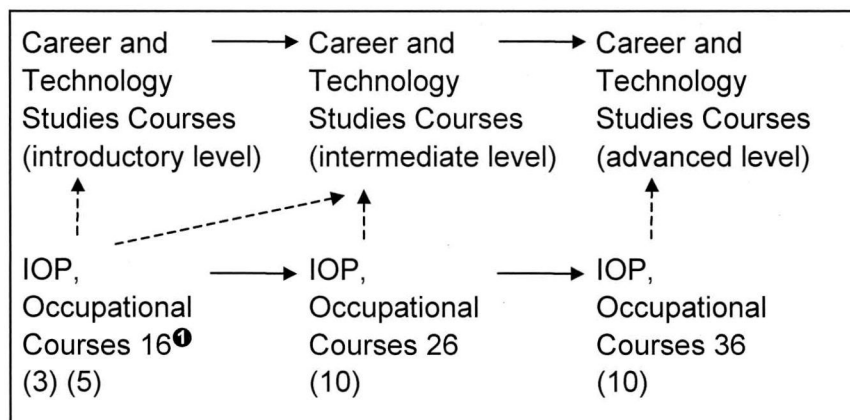 Career and
Technology
Studies Courses
(introductory level)
Career and
Technology
Studies Courses
(intermediate level)
Career and
Technology
Studies Courses
(advanced level)
IOP,
Occupational
Courses 16❶
(3) (5)
IOP,
Occupational
Courses 26
(10)
IOP,
Occupational
Courses 36
(10)